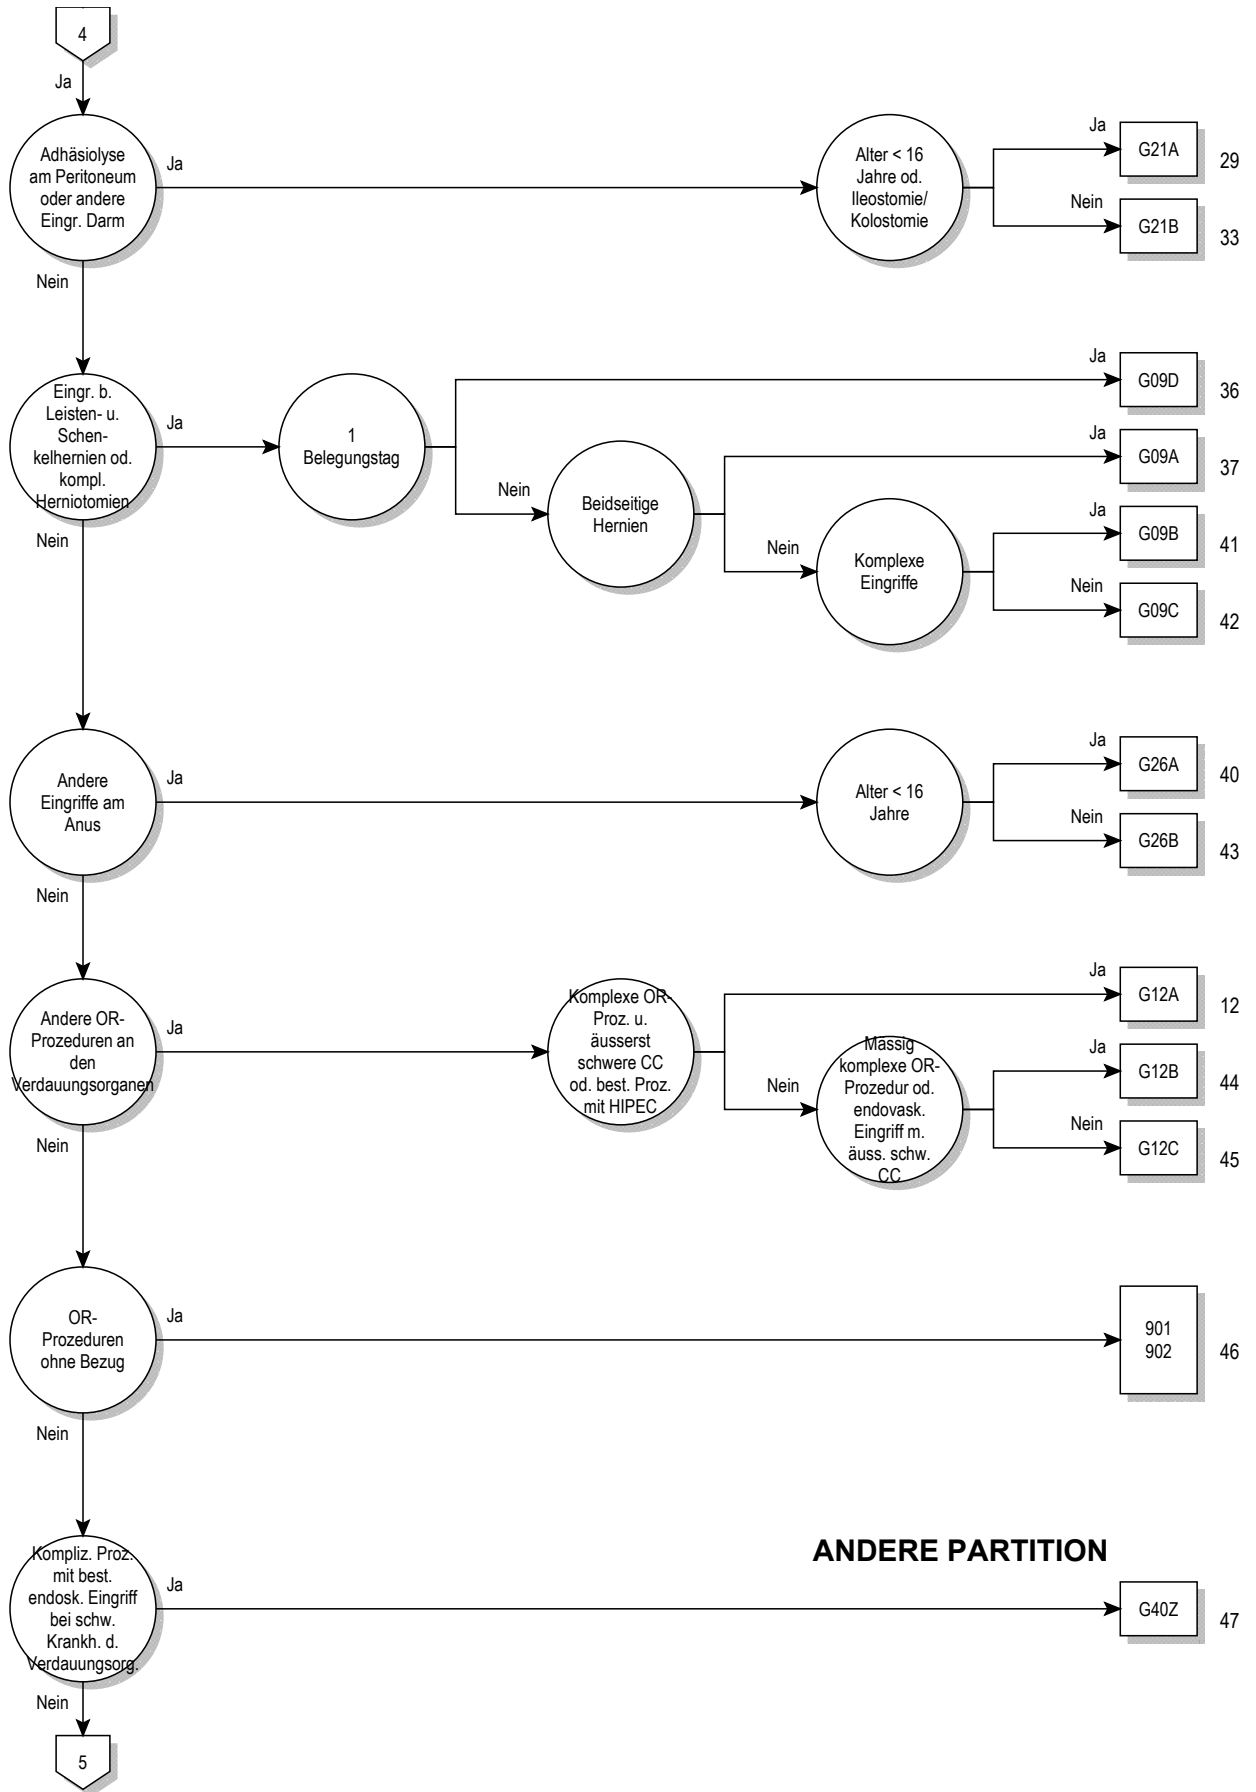 4
Ja
Adhäsiolyse
am Peritoneum
oder andere
Eingr. Darm
Ja
Alter < 16
Jahre od.
Ileostomie/
Kolostomie
Ja
G21A
29
Nein
G21B
33
Nein
Eingr. b.
Leisten- u.
Schen-
kelhernien od.
kompl.
Herniotomien
Ja
1
Belegungstag
Ja
G09D
36
Nein
Beidseitige
Hernien
Ja
G09A
37
Nein
Komplexe
Eingriffe
Ja
G09B
41
Nein
G09C
42
Nein
Andere
Eingriffe am
Anus
Ja
Alter < 16
Jahre
Ja
G26A
40
Nein
G26B
43
Nein
Andere OR-
Prozeduren an
den
Verdauungsorganen
Ja
Komplexe OR-
Proz. u.
äusserst
schwere CC
od. best. Proz.
mit HIPEC
Ja
G12A
12
Nein
Mässig
komplexe OR-
Prozedur od.
endovask.
Eingriff m.
äuss. schw.
CC
Ja
G12B
44
Nein
G12C
45
Nein
OR-
Prozeduren
ohne Bezug
Ja
901
902
46
Nein
ANDERE PARTITION
Kompliz. Proz.
mit best.
endosk. Eingriff
bei schw.
Krankh. d.
Verdauungsorg.
Ja
G40Z
47
Nein
5